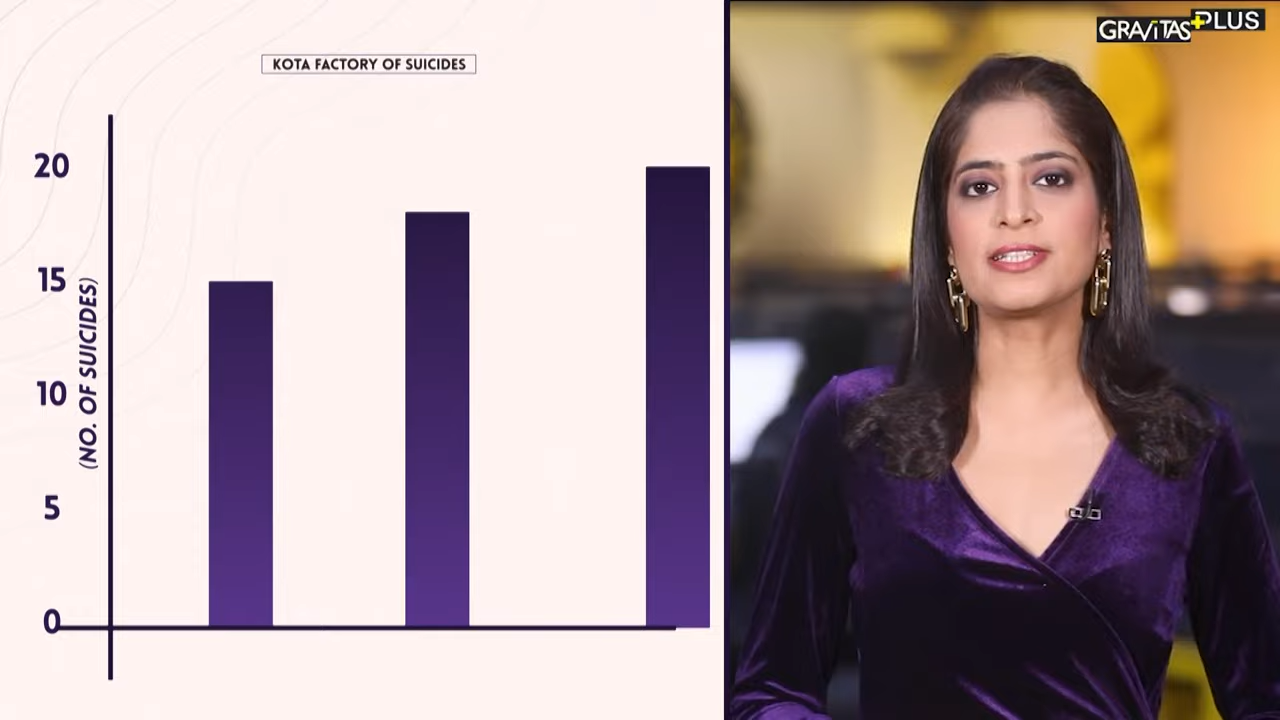 KOTA FACTORY OF SUICIDES
GRAVITAS PLUS
20
15
10
5
0
(NO. OF SUICIDES)